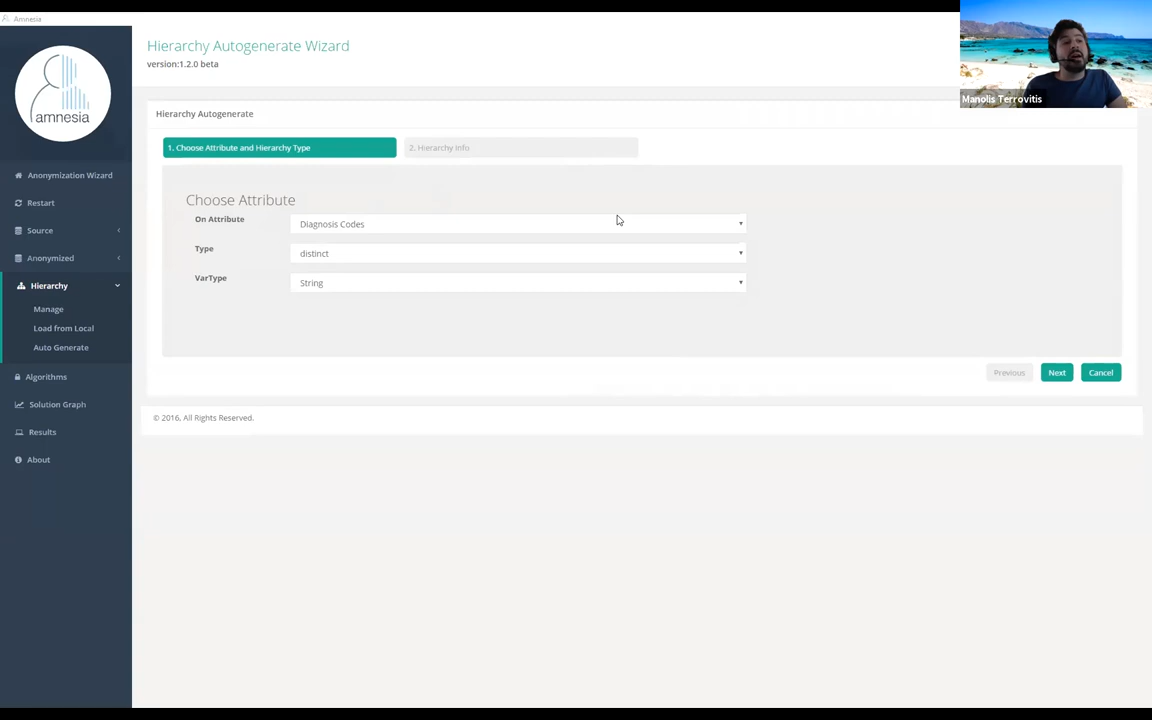 Amnesia
amnesia
Hierarchy Autogenerate Wizard
version:1.2.0 beta
Manolis Terrovitis
Hierarchy Autogenerate
1. Choose Attribute and Hierarchy Type
2. Hierarchy Info
Anonymization Wizard
Restart
Source
Anonymized
Hierarchy
Manage
Load from Local
Auto Generate
Algorithms
Solution Graph
Results
About
Choose Attribute
On Attribute
Diagnosis Codes
Type
distinct
VarType
String
Previous
Next
Cancel
© 2016, All Rights Reserved.